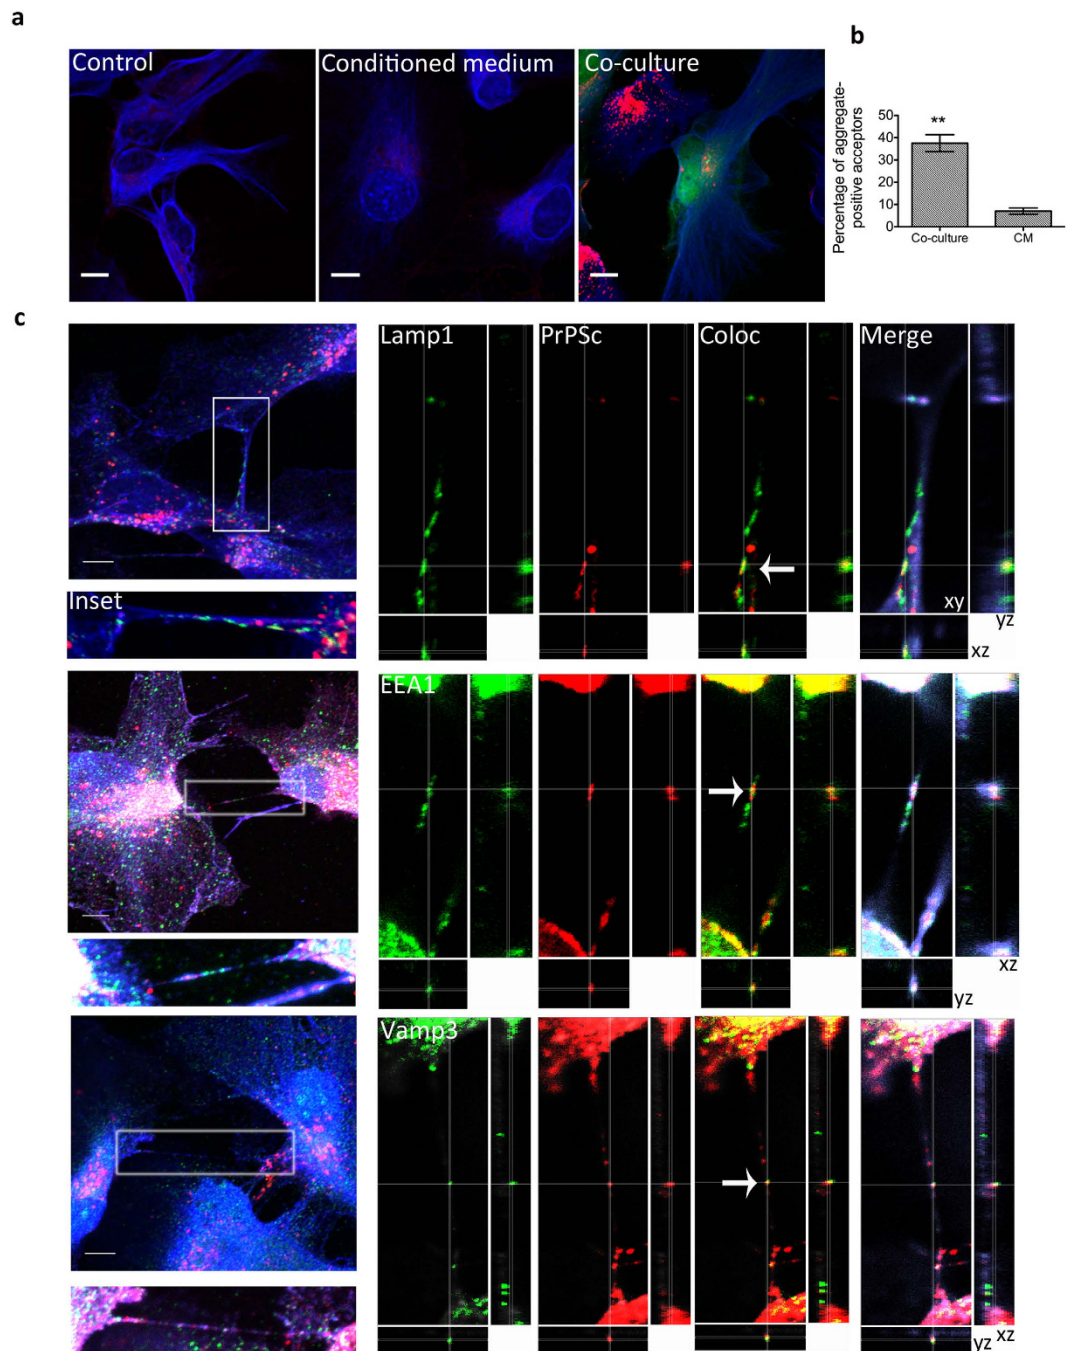 a
b
Control
Conditioned medium
Co-culture
Percentage of aggregate-
positive acceptors
50
40
30
20
10
0
**
Co-culture
CM
c
Lamp1
PrPSc
Coloc
Merge
xy
yz
xz
Inset
EEA1
xz
yz
Vamp3
xz
yz